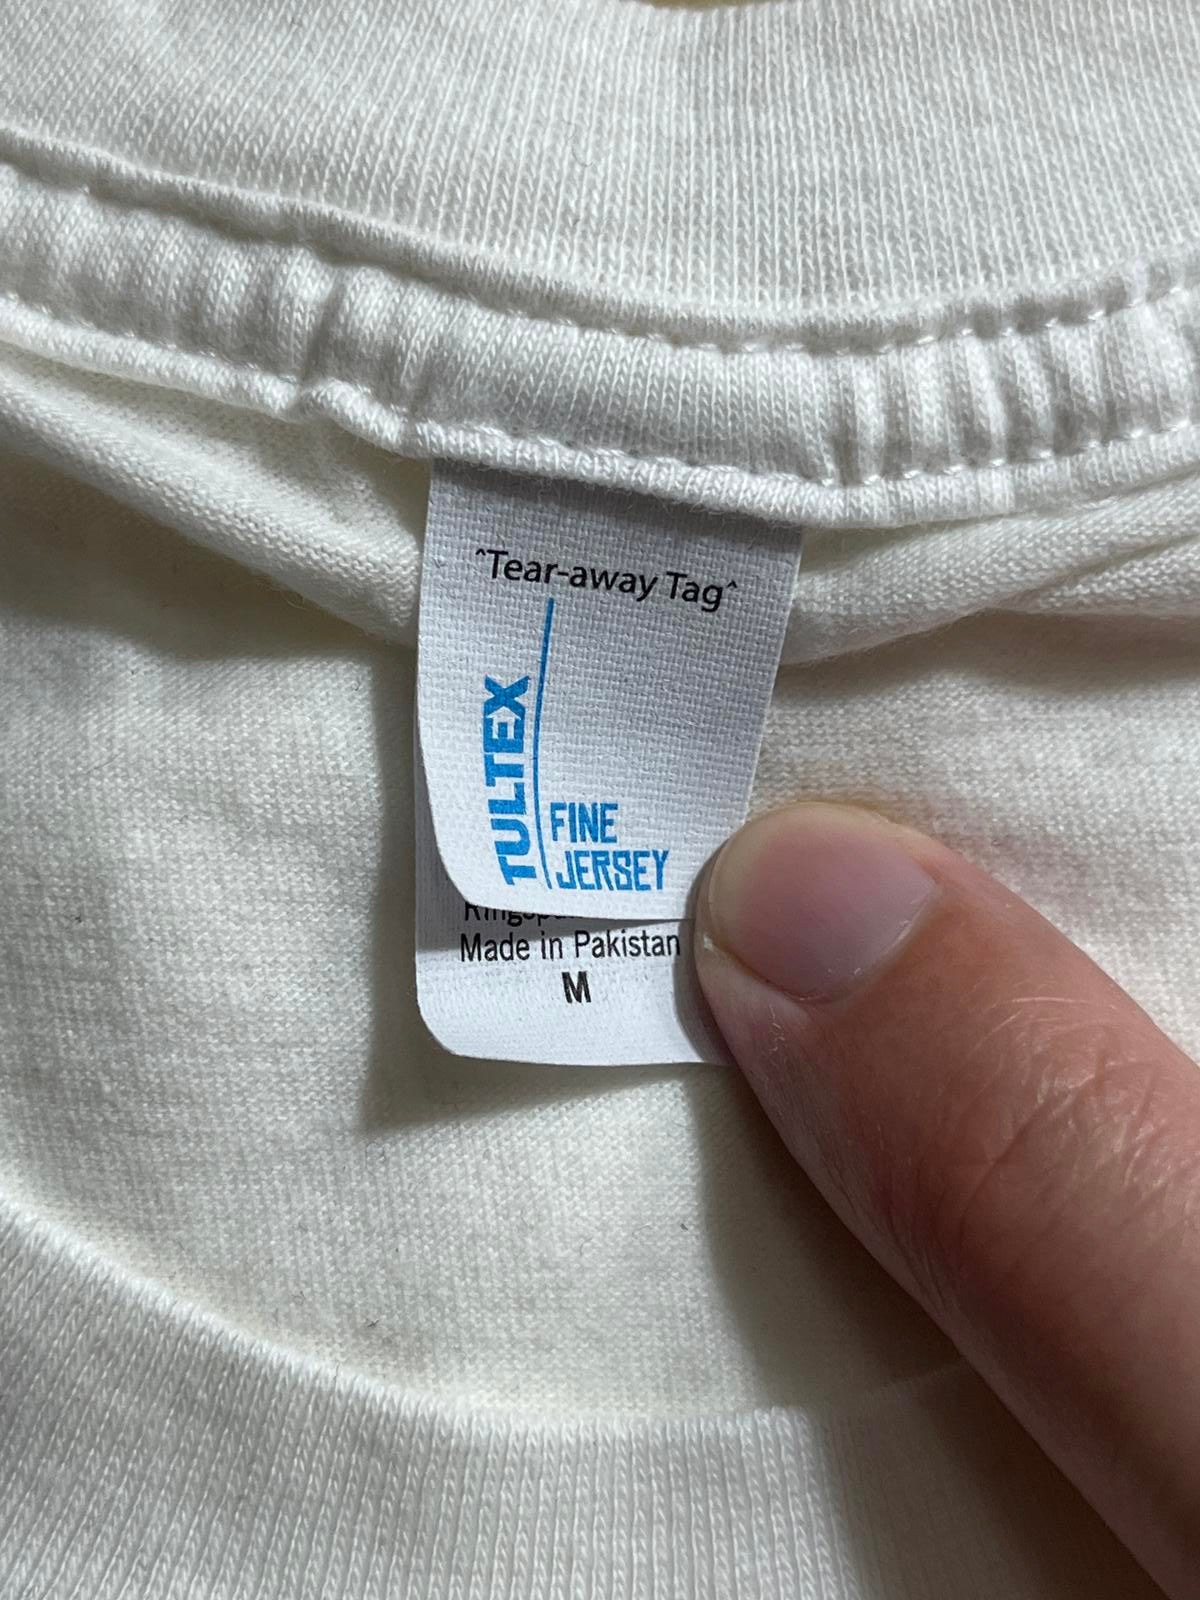 ^Tear-away Tag^
TULTEX
FINE
JERSEY
Made in Pakistan
M